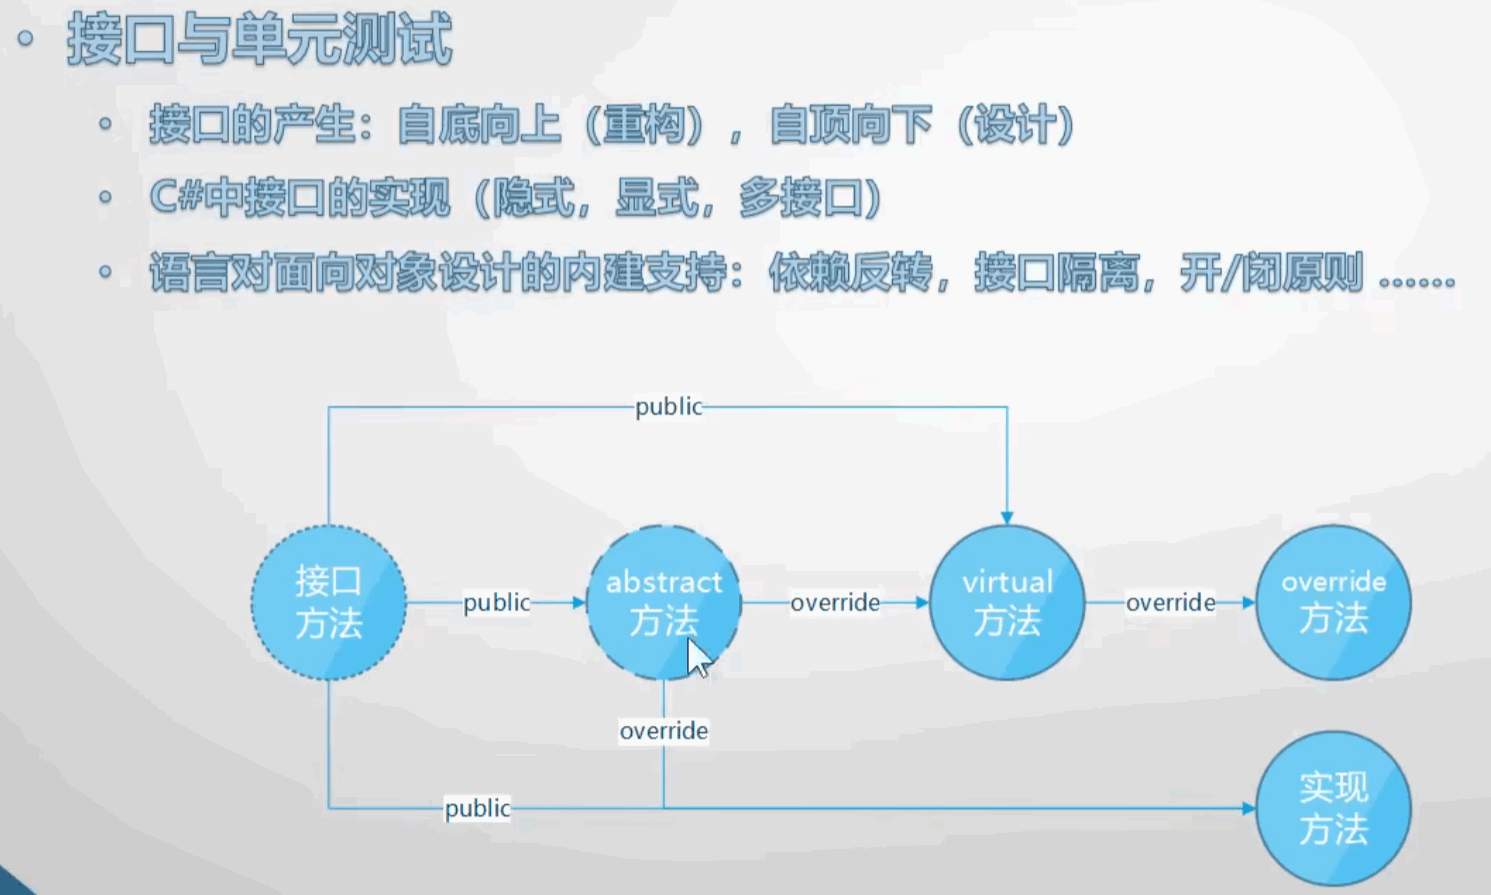 • 接口与单元测试
• 接口的产生：自底向上（重构），自顶向下（设计）
• C#中接口的实现（隐式，显式，多接口）
• 语言对面向对象设计的内建支持：依赖反转，接口隔离，开/闭原则 ......
public
接口
方法
public
abstract
方法
override
virtual
方法
override
override
方法
override
public
实现
方法